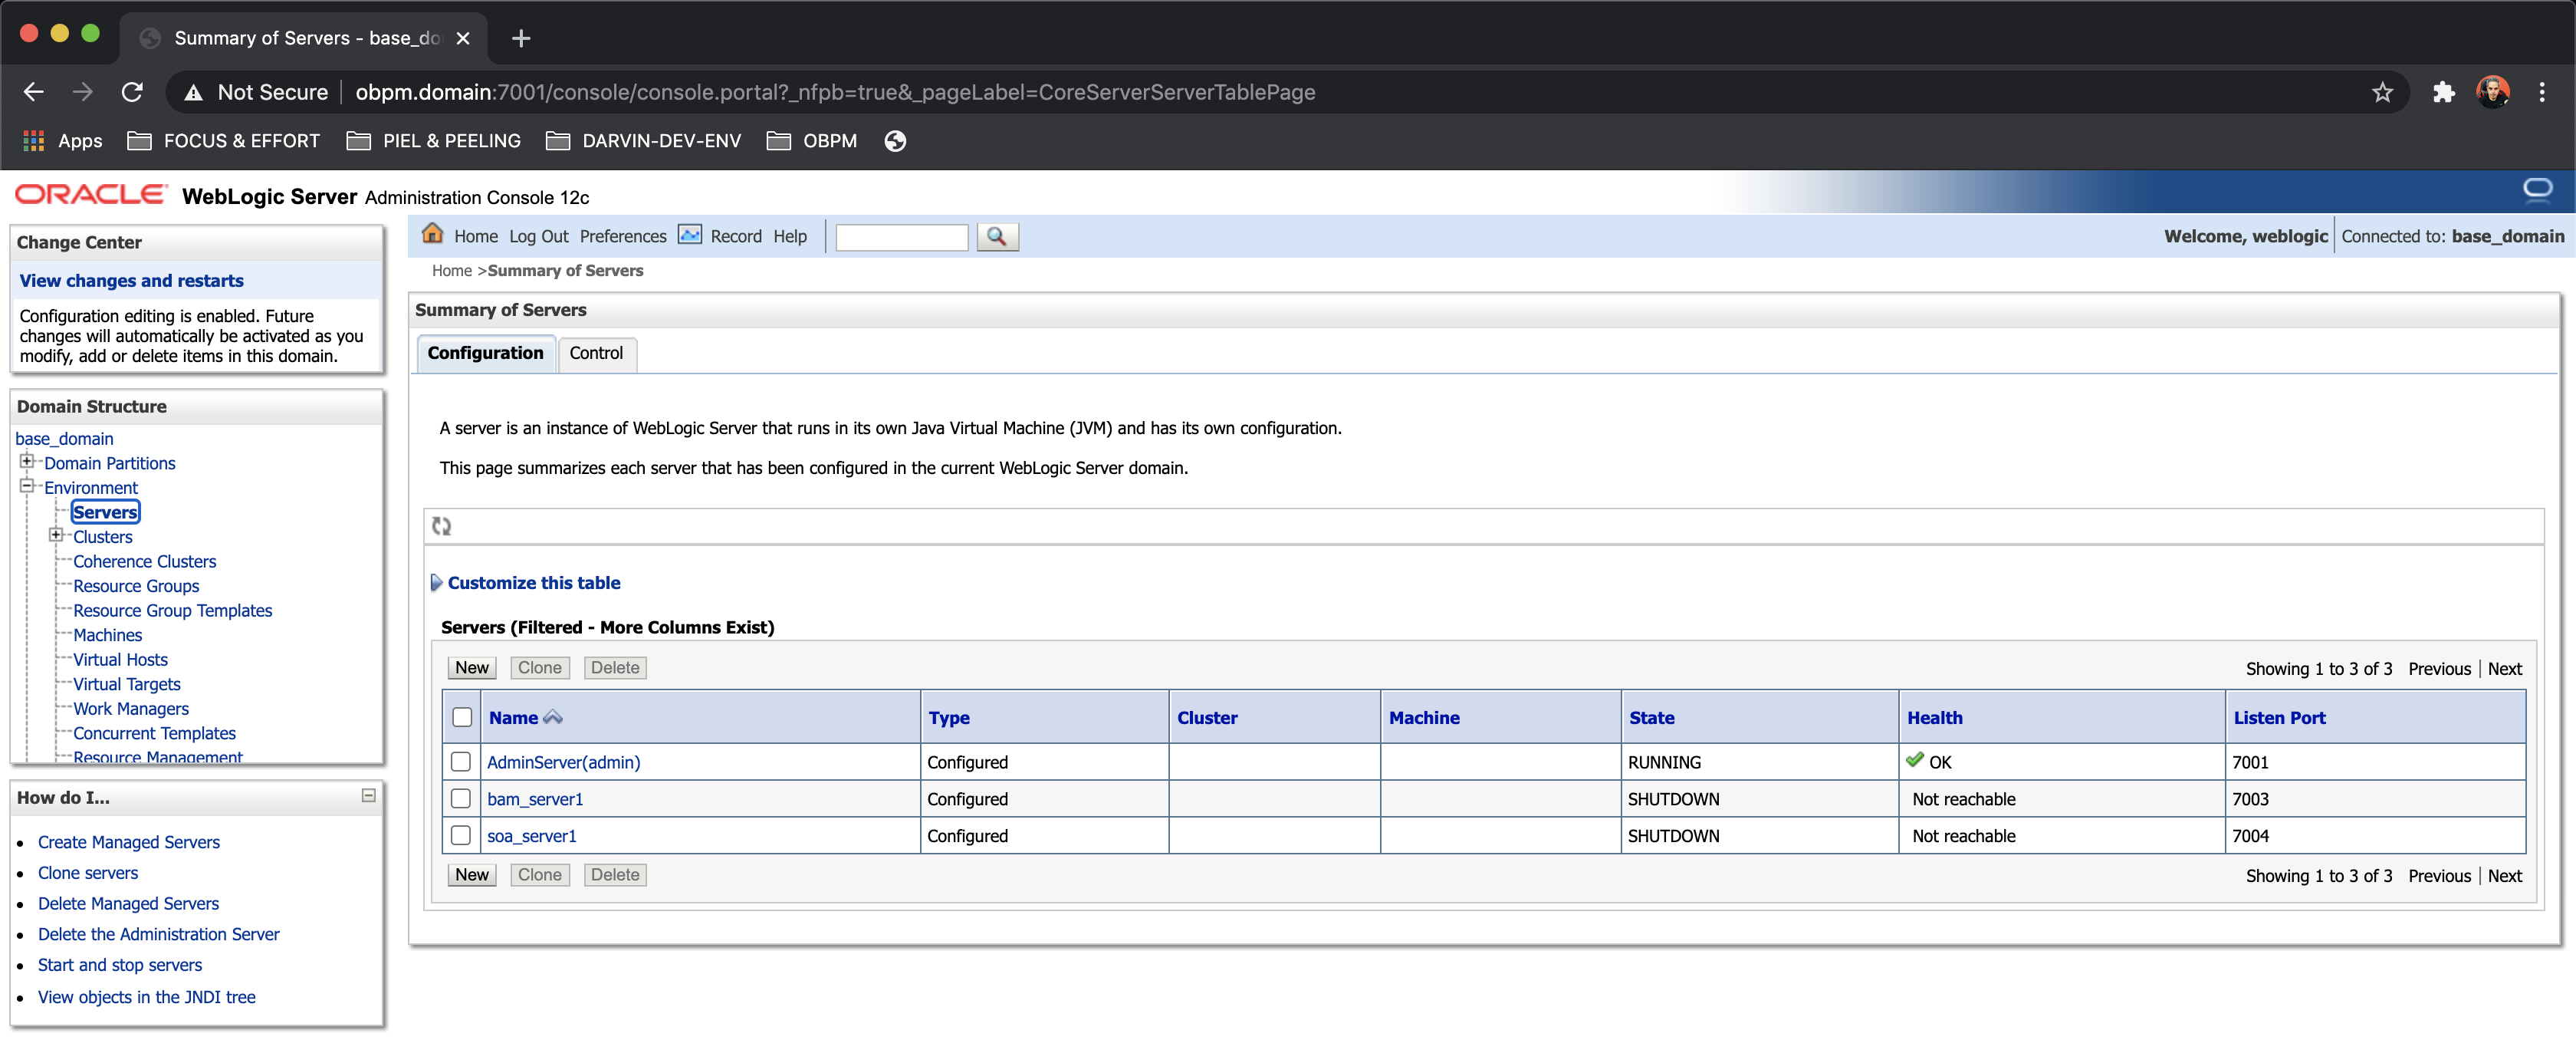 Summary of Servers - base_do
Not Secure
obpm.domain:7001/console/console.portal?_nfpb=true&_pageLabel=CoreServerServerTablePage
Apps
FOCUS & EFFORT
PIEL & PEELING
DARVIN-DEV-ENV
OBPM
ORACLE WebLogic Server Administration Console 12c
Change Center
View changes and restarts
Configuration editing is enabled. Future
changes will automatically be activated as you
modify, add or delete items in this domain.
Domain Structure
base_domain
Domain Partitions
Environment
Servers
Clusters
Coherence Clusters
Resource Groups
Resource Group Templates
Machines
Virtual Hosts
Virtual Targets
Work Managers
Concurrent Templates
Resource Management
How do I...
Create Managed Servers
Clone servers
Delete Managed Servers
Delete the Administration Server
Start and stop servers
View objects in the JNDI tree
Home Log Out Preferences Record Help
Welcome, weblogic Connected to: base_domain
Home >Summary of Servers
Summary of Servers
Configuration Control
A server is an instance of WebLogic Server that runs in its own Java Virtual Machine (JVM) and has its own configuration.
This page summarizes each server that has been configured in the current WebLogic Server domain.
Customize this table
Servers (Filtered - More Columns Exist)
New Clone Delete Showing 1 to 3 of 3 Previous | Next
Name Type Cluster Machine State Health Listen Port
AdminServer(admin) Configured RUNNING OK 7001
bam_server1 Configured SHUTDOWN Not reachable 7003
soa_server1 Configured SHUTDOWN Not reachable 7004
New Clone Delete Showing 1 to 3 of 3 Previous | Next